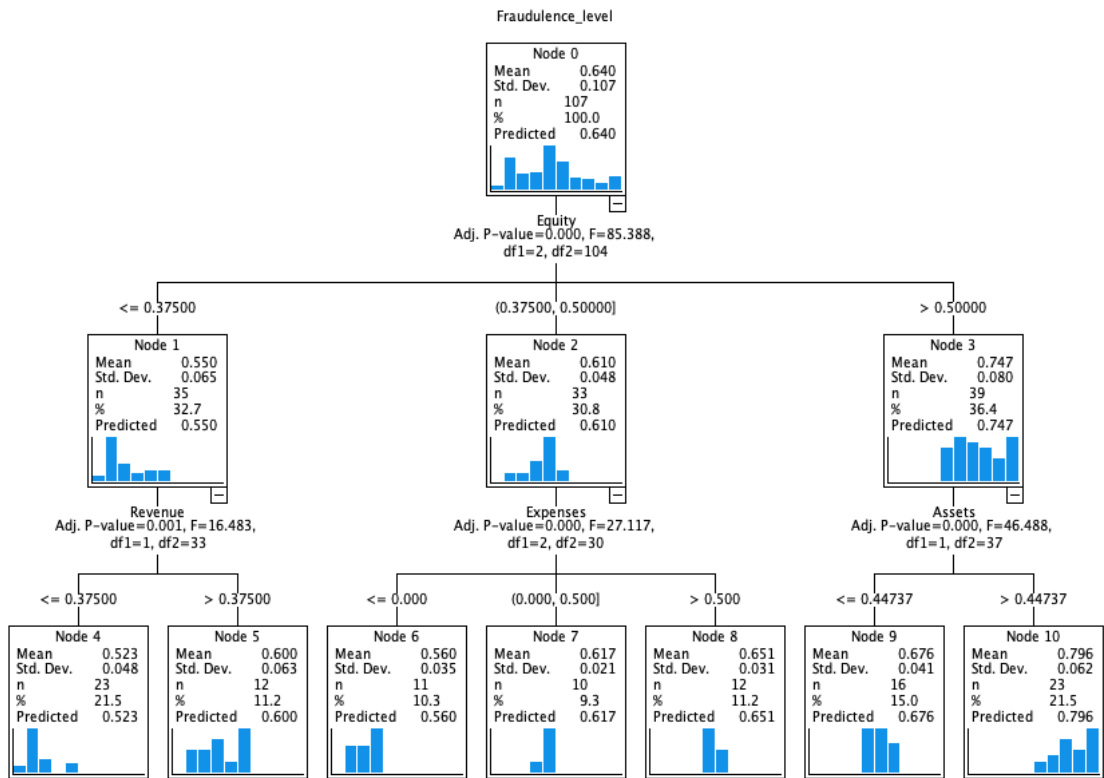 Fraudulence_level
Node 0
Mean 0.640
Std. Dev. 0.107
n 107
% 100.0
Predicted 0.640
Equity
Adj. P-value=0.000, F=85.388,
df1=2, df2=104
<= 0.37500
(0.37500, 0.50000]
> 0.50000
Node 1
Mean 0.550
Std. Dev. 0.065
n 35
% 32.7
Predicted 0.550
Node 2
Mean 0.610
Std. Dev. 0.048
n 33
% 30.8
Predicted 0.610
Node 3
Mean 0.747
Std. Dev. 0.080
n 39
% 36.4
Predicted 0.747
Revenue
Adj. P-value=0.001, F=16.483,
df1=1, df2=33
Expenses
Adj. P-value=0.000, F=27.117,
df1=2, df2=30
Assets
Adj. P-value=0.000, F=46.488,
df1=1, df2=37
<= 0.37500
> 0.37500
<= 0.000
(0.000, 0.500]
> 0.500
<= 0.44737
> 0.44737
Node 4
Mean 0.523
Std. Dev. 0.048
n 23
% 21.5
Predicted 0.523
Node 5
Mean 0.600
Std. Dev. 0.063
n 12
% 11.2
Predicted 0.600
Node 6
Mean 0.560
Std. Dev. 0.035
n 11
% 10.3
Predicted 0.560
Node 7
Mean 0.617
Std. Dev. 0.021
n 10
% 9.3
Predicted 0.617
Node 8
Mean 0.651
Std. Dev. 0.031
n 12
% 11.2
Predicted 0.651
Node 9
Mean 0.676
Std. Dev. 0.041
n 16
% 15.0
Predicted 0.676
Node 10
Mean 0.796
Std. Dev. 0.062
n 23
% 21.5
Predicted 0.796